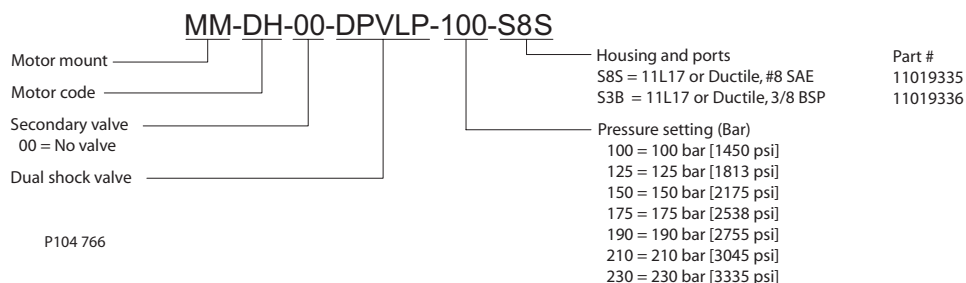 MM-DH-00-DPVLP-100-S8S
Motor mount
Motor code
Secondary valve
00 = No valve
Dual shock valve
P104 766
Housing and ports Part #
S8S = 11L17 or Ductile, #8 SAE 11019335
S3B = 11L17 or Ductile, 3/8 BSP 11019336
Pressure setting (Bar)
100 = 100 bar [1450 psi]
125 = 125 bar [1813 psi]
150 = 150 bar [2175 psi]
175 = 175 bar [2538 psi]
190 = 190 bar [2755 psi]
210 = 210 bar [3045 psi]
230 = 230 bar [3335 psi]